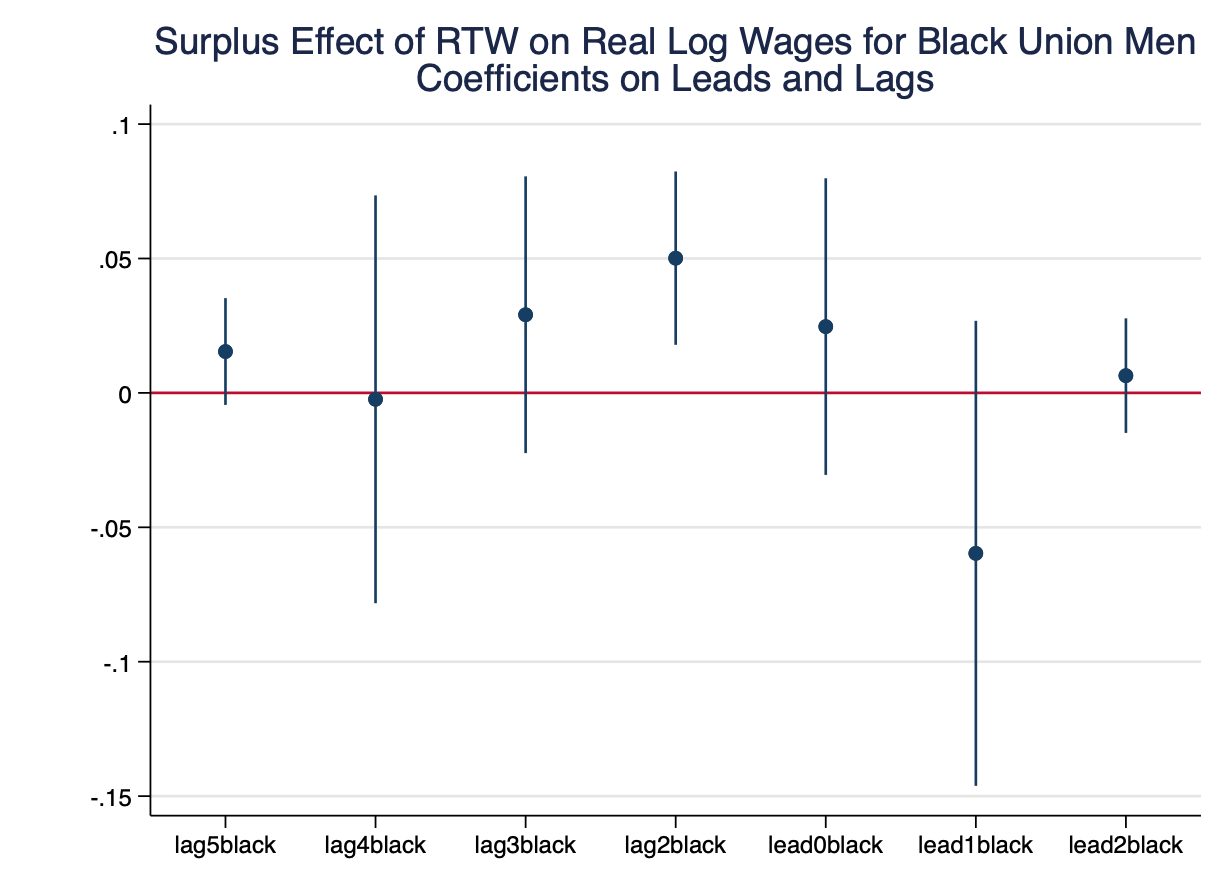 Surplus Effect of RTW on Real Log Wages for Black Union Men
Coefficients on Leads and Lags
.1
.05
0
-.05
-.1
-.15
lag5black lag4black lag3black lag2black lead0black lead1black lead2black